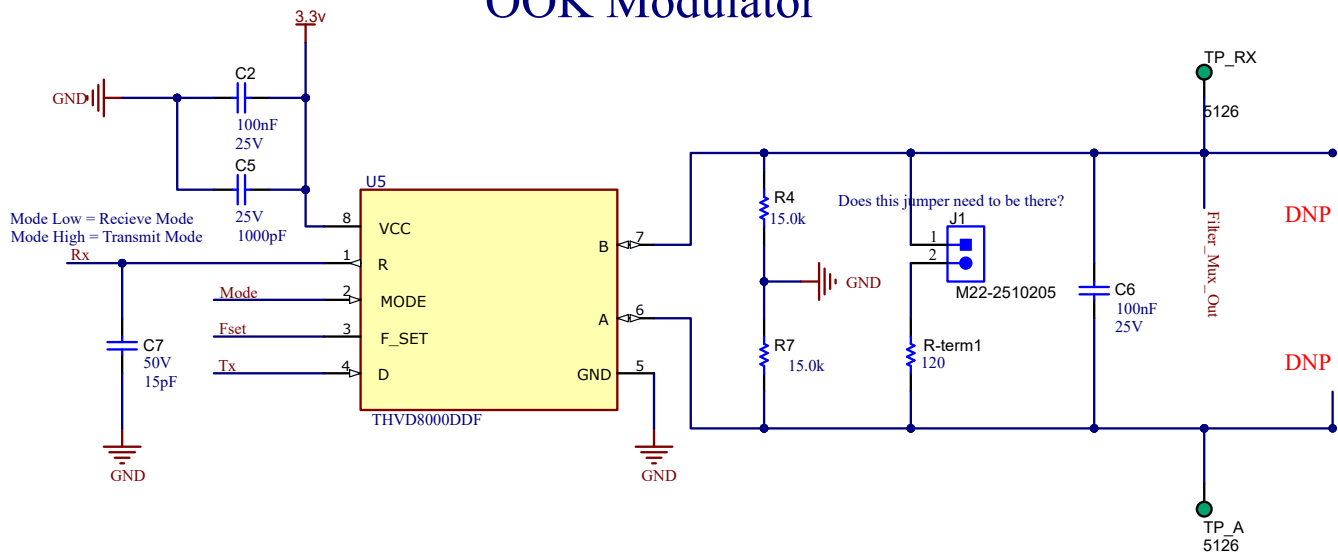 OOK Modulator
3.3v
GND
C2
100nF
25V
C5
25V
1000pF
Mode Low = Recieve Mode
Mode High = Transmit Mode
Rx
Mode
Fset
Tx
C7
50V
15pF
GND
U5
8
VCC
1
R
2
MODE
3
F_SET
4
D
B
7
A
6
GND
5
THVD8000DDF
GND
R4
15.0k
GND
R7
15.0k
Does this jumper need to be there?
J1
1
2
M22-2510205
R-term1
120
C6
100nF
25V
TP_RX
5126
Filter_Mux_Out
DNP
DNP
TP_A
5126